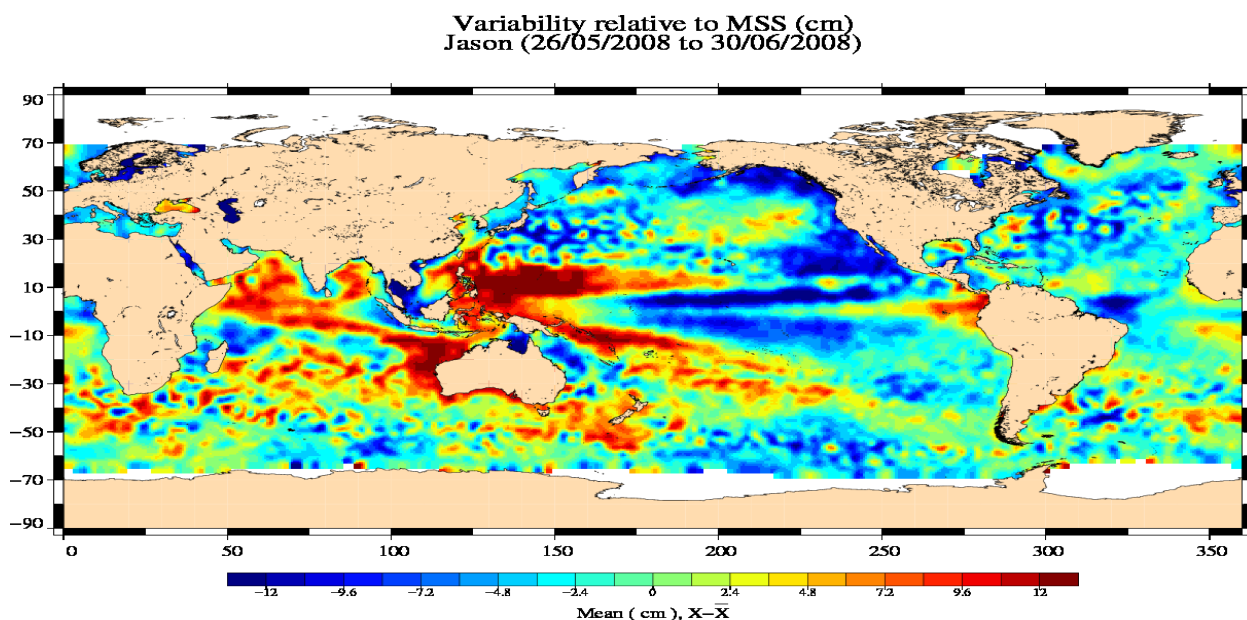 Variability relative to MSS (cm)
Jason (26/05/2008 to 30/06/2008)
90
70
50
30
10
−10
−30
−50
−70
−90
0 50 100 150 200 250 300 350
−12 −9.6 −7.2 −4.8 −2.4 0 2.4 4.8 7.2 9.6 12
Mean ( cm ), X−X̅